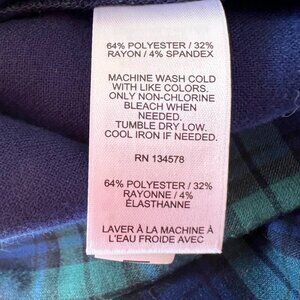 64% POLYESTER / 32%
RAYON / 4% SPANDEX
MACHINE WASH COLD
WITH LIKE COLORS.
ONLY NON-CHLORINE
BLEACH WHEN
NEEDED.
TUMBLE DRY LOW.
COOL IRON IF NEEDED.
RN 134578
64% POLYESTER / 32%
RAYONNE / 4%
ÉLASTHANNE
LAVER À LA MACHINE À
L'EAU FROIDE AVEC